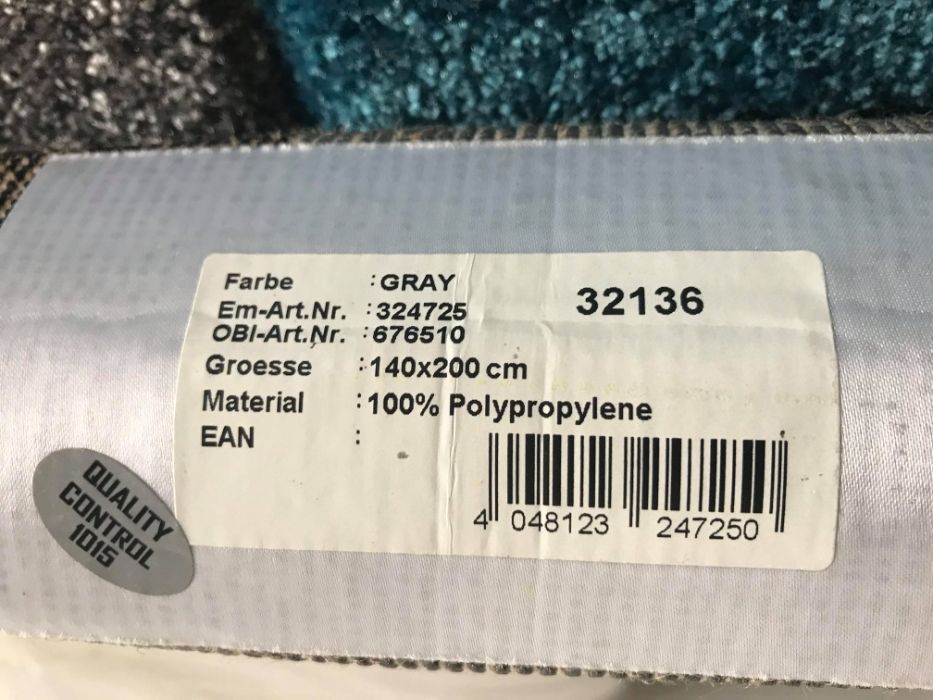 Farbe : GRAY
32136
Em-Art.Nr. : 324725
OBI-Art.Nr. : 676510
Groesse : 140x200 cm
Material : 100% Polypropylene
EAN :
4 048123 247250
QUALITY
CONTROL
1015